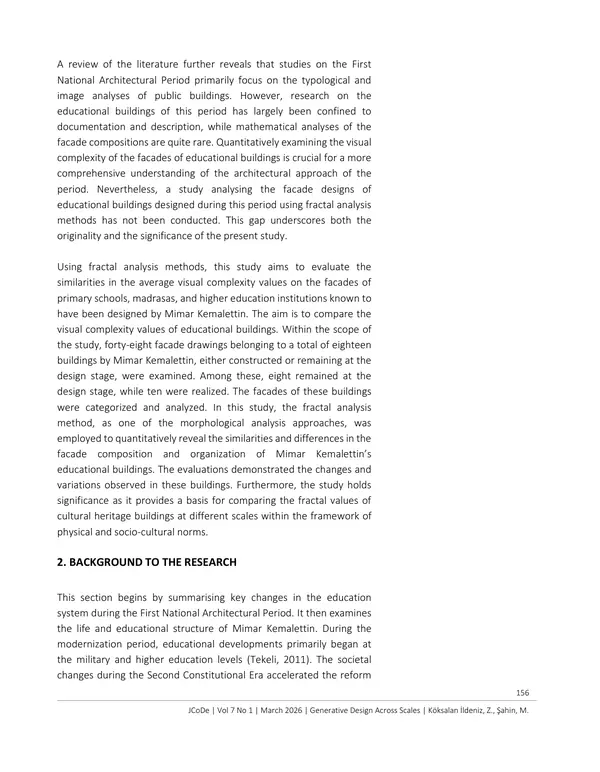 A review of the literature further reveals that studies on the First
National Architectural Period primarily focus on the typological and
image analyses of public buildings. However, research on the
educational buildings of this period has largely been confined to
documentation and description, while mathematical analyses of the
facade compositions are quite rare. Quantitatively examining the visual
complexity of the facades of educational buildings is crucial for a more
comprehensive understanding of the architectural approach of the
period. Nevertheless, a study analysing the facade designs of
educational buildings designed during this period using fractal analysis
methods has not been conducted. This gap underscores both the
originality and the significance of the present study.
Using fractal analysis methods, this study aims to evaluate the
similarities in the average visual complexity values on the facades of
primary schools, madrasas, and higher education institutions known to
have been designed by Mimar Kemalettin. The aim is to compare the
visual complexity values of educational buildings. Within the scope of
the study, forty-eight facade drawings belonging to a total of eighteen
buildings by Mimar Kemalettin, either constructed or remaining at the
design stage, were examined. Among these, eight remained at the
design stage, while ten were realized. The facades of these buildings
were categorized and analyzed. In this study, the fractal analysis
method, as one of the morphological analysis approaches, was
employed to quantitatively reveal the similarities and differences in the
facade composition and organization of Mimar Kemalettin’s
educational buildings. The evaluations demonstrated the changes and
variations observed in these buildings. Furthermore, the study holds
significance as it provides a basis for comparing the fractal values of
cultural heritage buildings at different scales within the framework of
physical and socio-cultural norms.
2. BACKGROUND TO THE RESEARCH
This section begins by summarising key changes in the education
system during the First National Architectural Period. It then examines
the life and educational structure of Mimar Kemalettin. During the
modernization period, educational developments primarily began at
the military and higher education levels (Tekeli, 2011). The societal
changes during the Second Constitutional Era accelerated the reform
156
JCoDe | Vol 7 No 1 | March 2026 | Generative Design Across Scales | Köksalan İldeniz, Z., Şahin, M.